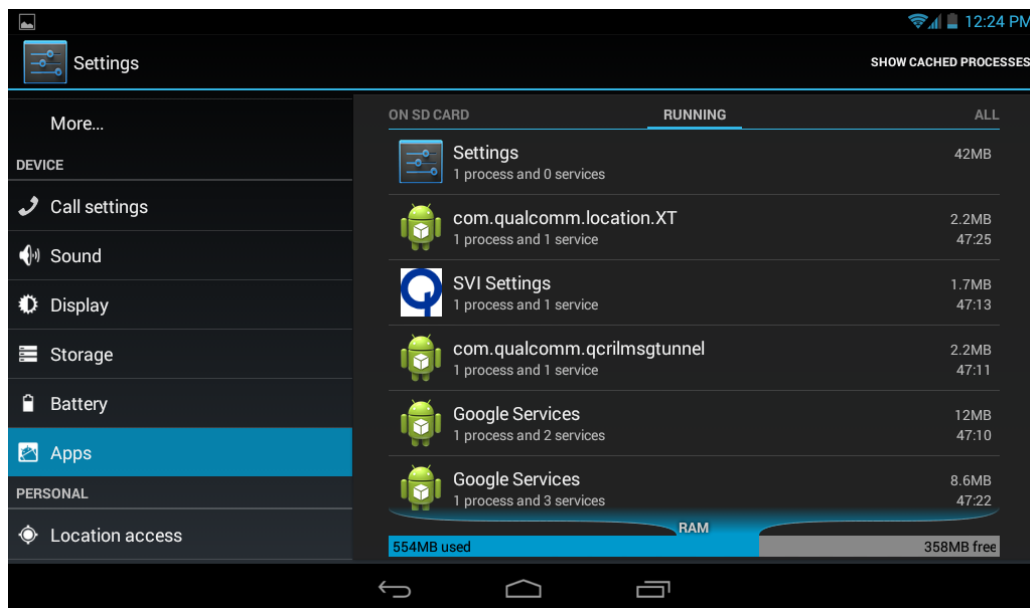 12:24 PM
Settings
SHOW CACHED PROCESSES
More...
DEVICE
Call settings
Sound
Display
Storage
Battery
Apps
PERSONAL
Location access
ON SD CARD RUNNING ALL
Settings 42MB
1 process and 0 services
com.qualcomm.location.XT 2.2MB
1 process and 1 service 47:25
SVI Settings 1.7MB
1 process and 1 service 47:13
com.qualcomm.qcrilmsgtunnel 2.2MB
1 process and 1 service 47:11
Google Services 12MB
1 process and 2 services 47:10
Google Services 8.6MB
1 process and 3 services 47:22
RAM
554MB used 358MB free